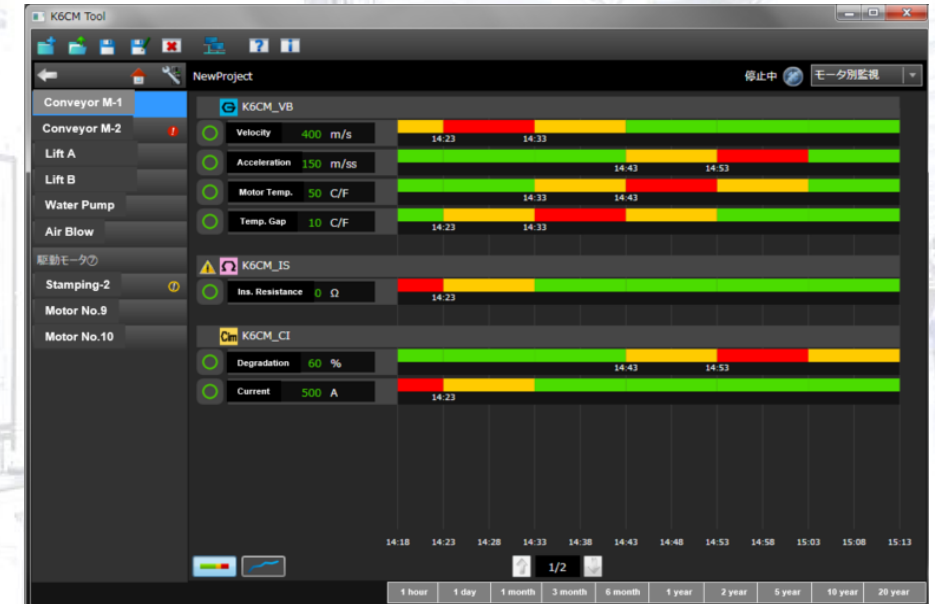 K6CM Tool
NewProject
停止中
モータ別監視
Conveyor M-1
Conveyor M-2
Lift A
Lift B
Water Pump
Air Blow
駆動モータ⑦
Stamping-2
Motor No.9
Motor No.10
K6CM_VB
Velocity 400 m/s
14:23 14:33
Acceleration 150 m/ss
14:43 14:53
Motor Temp. 50 C/F
14:33 14:43
Temp. Gap 10 C/F
14:23 14:33
Ω K6CM_IS
Ins. Resistance 0 Ω
14:23
Cim K6CM_CI
Degradation 60 %
14:43 14:53
Current 500 A
14:23
14:18 14:23 14:28 14:33 14:38 14:43 14:48 14:53 14:58 15:03 15:08 15:13
1/2
1 hour 1 day 1 month 3 month 6 month 1 year 2 year 5 year 10 year 20 year